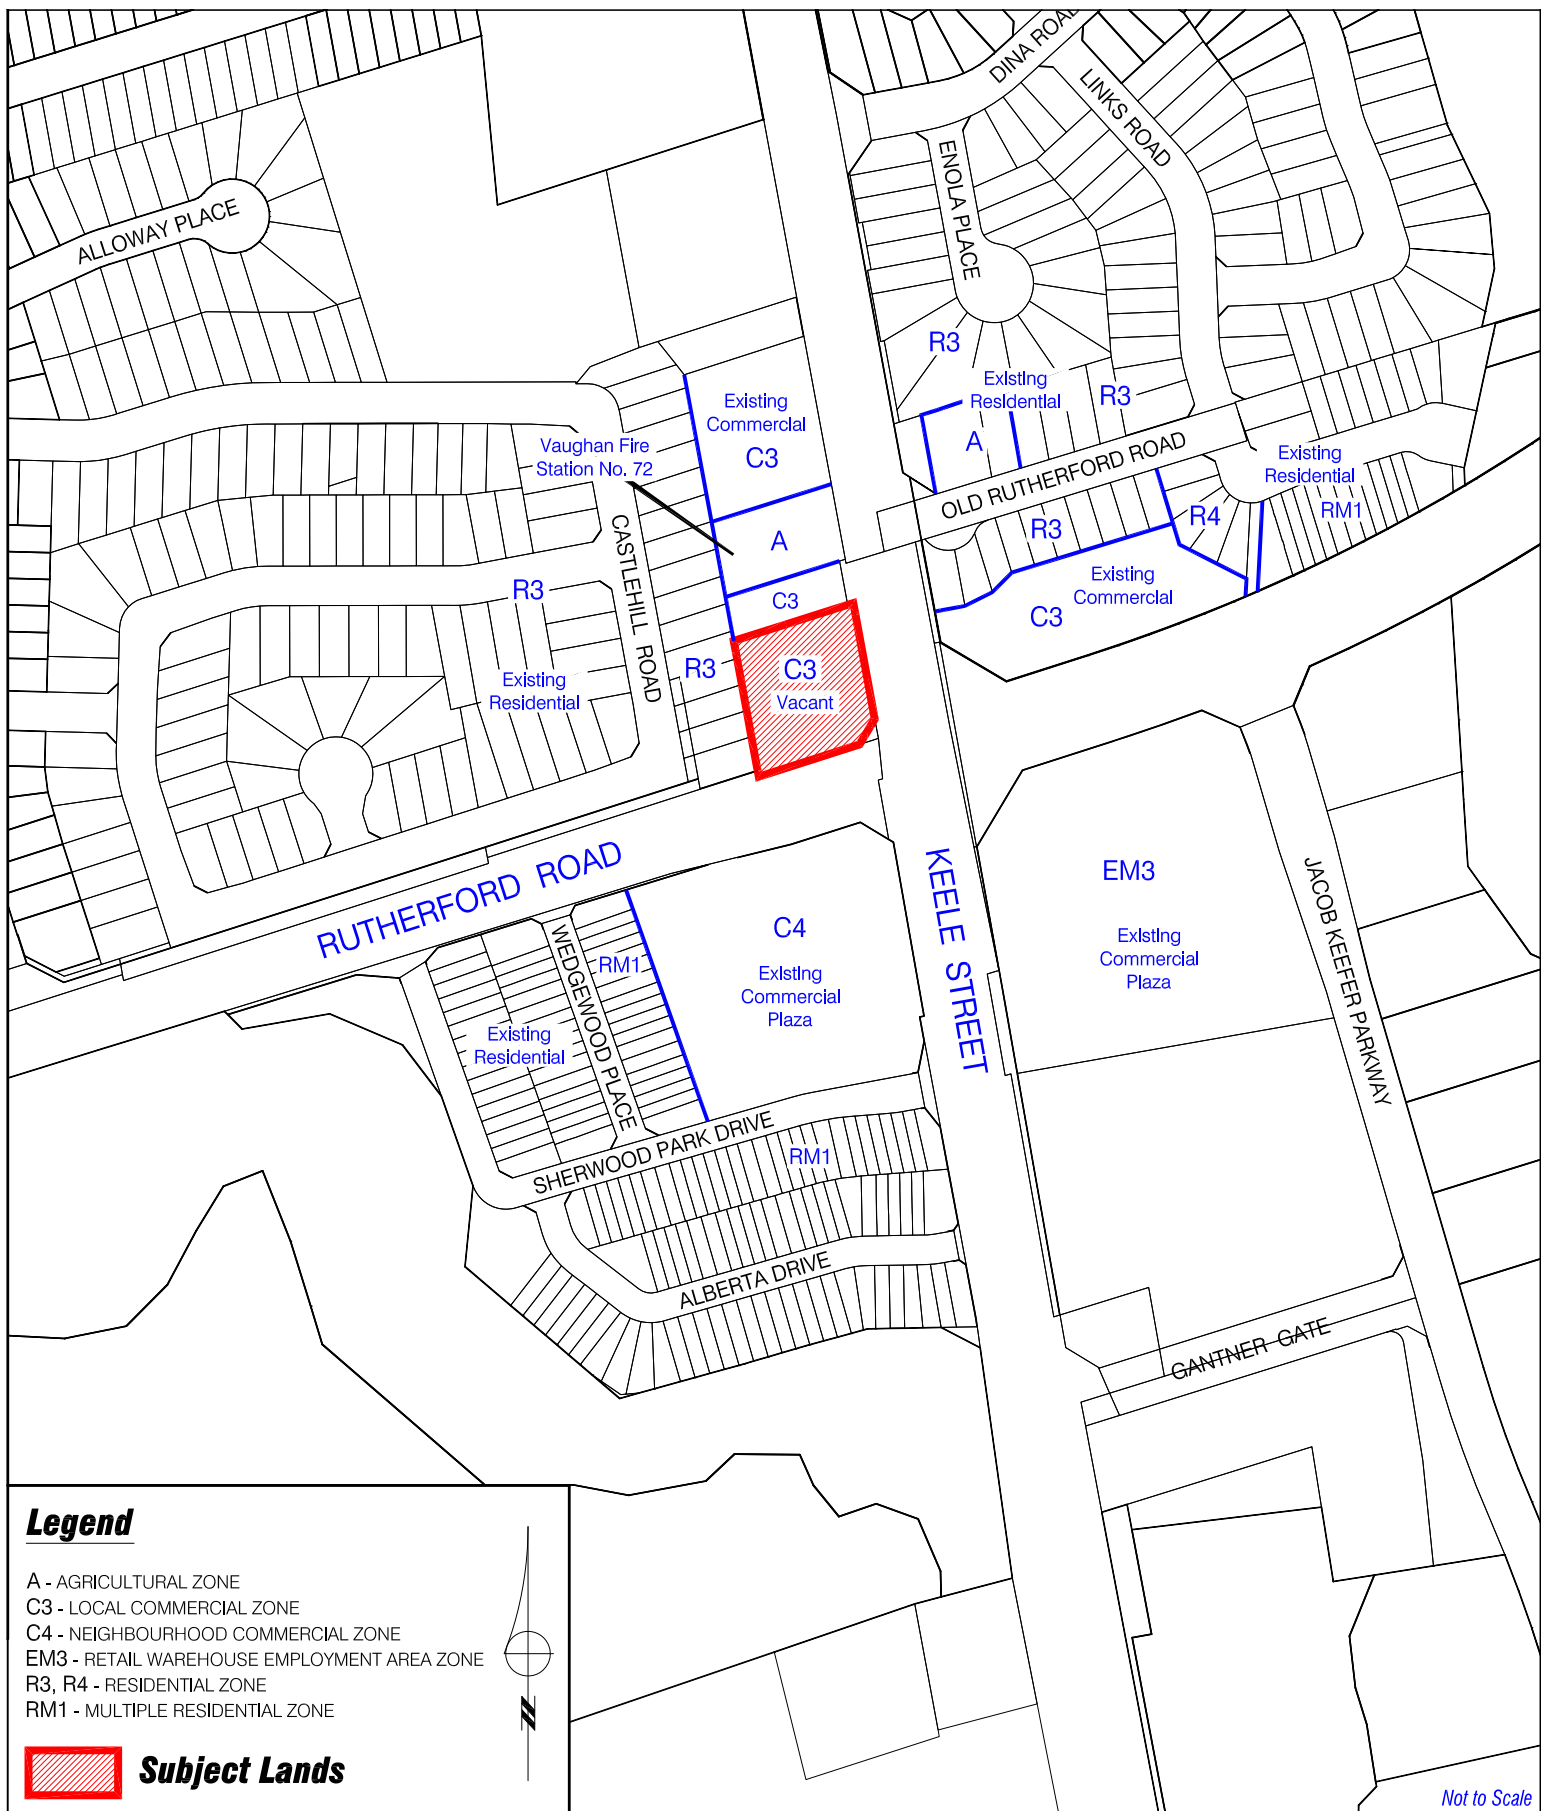 DINA ROAD
LINKS ROAD
ENOLA PLACE
ALLOWAY PLACE
R3
Existing
Residential
R3
A
Existing
Commercial
C3
Vaughan Fire
Station No. 72
A
C3
OLD RUTHERFORD ROAD
Existing
Residential
RM1
R4
R3
Existing
Commercial
C3
CASTLEHILL ROAD
R3
Existing
Residential
R3
C3
Vacant
RUTHERFORD ROAD
KEELE STREET
EM3
Existing
Commercial
Plaza
JACOB KEEFER PARKWAY
C4
Existing
Commercial
Plaza
RM1
WEDGEWOOD PLACE
Existing
Residential
SHERWOOD PARK DRIVE
RM1
ALBERTA DRIVE
GANTNER GATE
Legend
A - AGRICULTURAL ZONE
C3 - LOCAL COMMERCIAL ZONE
C4 - NEIGHBOURHOOD COMMERCIAL ZONE
EM3 - RETAIL WAREHOUSE EMPLOYMENT AREA ZONE
R3, R4 - RESIDENTIAL ZONE
RM1 - MULTIPLE RESIDENTIAL ZONE
N
Subject Lands
Not to Scale